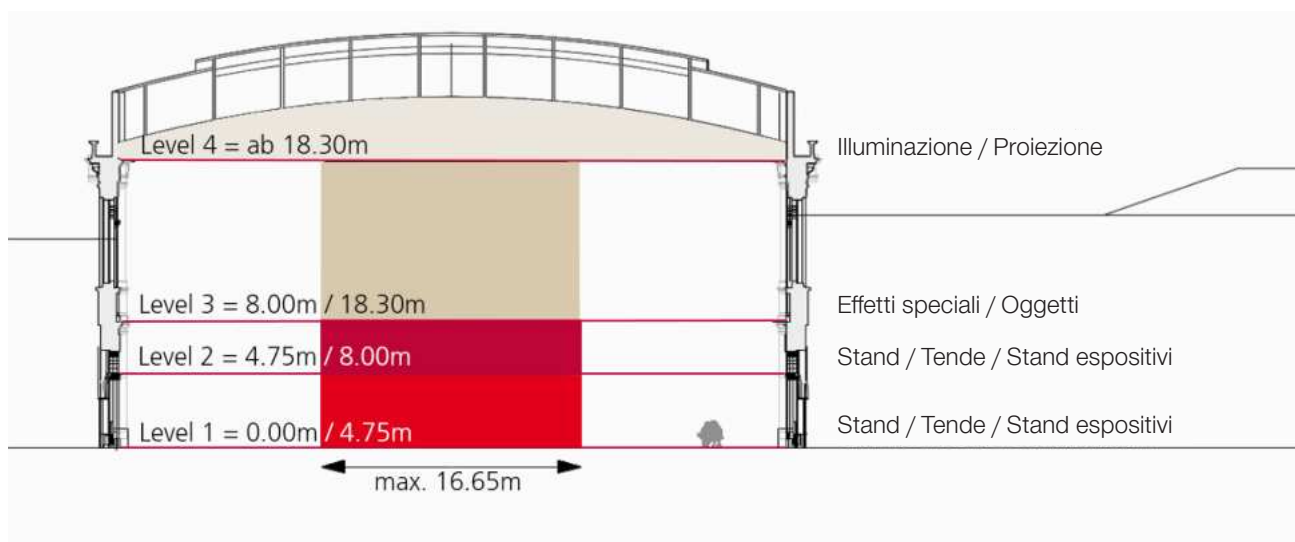 Level 4 = ab 18.30m
Illuminazione / Proiezione
Level 3 = 8.00m / 18.30m
Effetti speciali / Oggetti
Level 2 = 4.75m / 8.00m
Stand / Tende / Stand espositivi
Level 1 = 0.00m / 4.75m
Stand / Tende / Stand espositivi
max. 16.65m